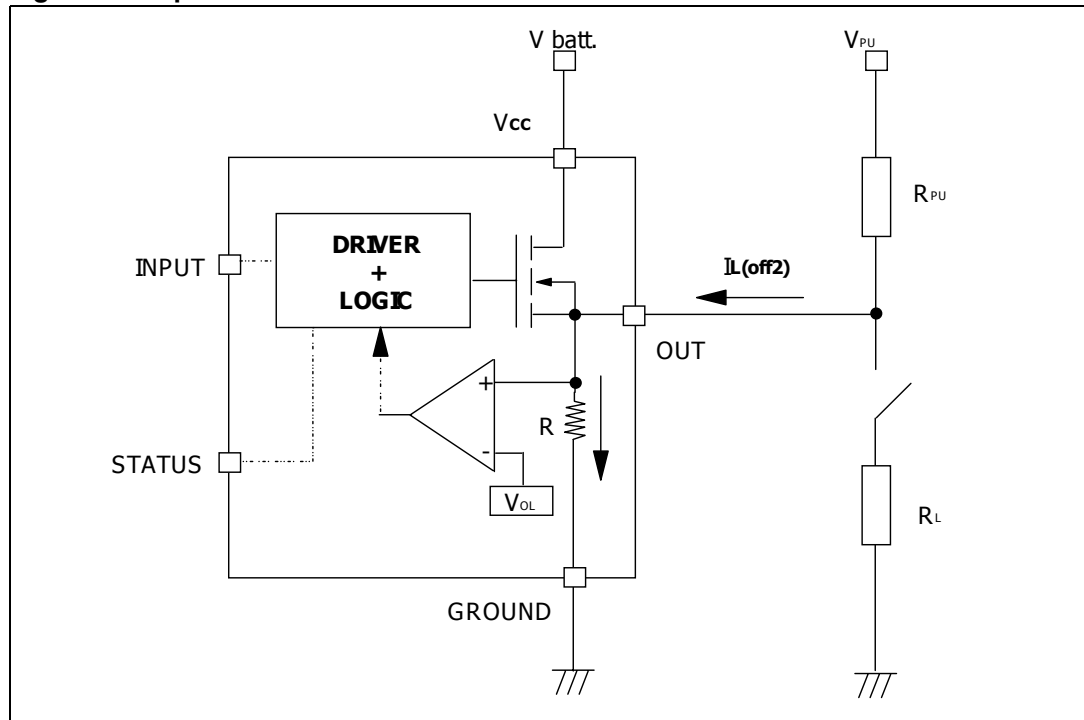 V batt.
VPU
Vcc
RPU
DRIVER
+
LOGIC
INPUT
IL(off2)
OUT
+
R
-
STATUS
VOL
RL
GROUND